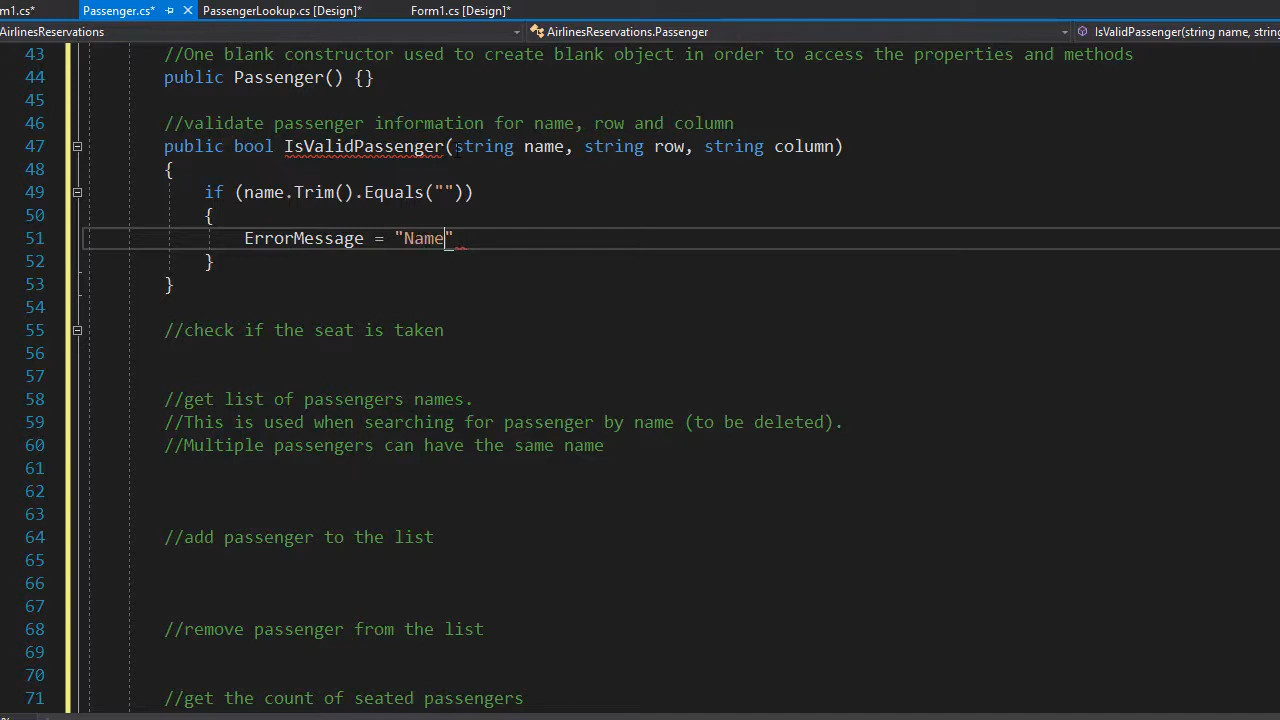 m1.cs* Passenger.cs* PassengerLookup.cs [Design]* Form1.cs [Design]*
AirlinesReservations AirlinesReservations.Passenger IsValidPassenger(string name, string
43 //One blank constructor used to create blank object in order to access the properties and methods
44 public Passenger() {}
45
46 //validate passenger information for name, row and column
47 public bool IsValidPassenger(string name, string row, string column)
48 {
49 if (name.Trim().Equals(""))
50 {
51 ErrorMessage = "Name"
52 }
53 }
54
55 //check if the seat is taken
56
57
58 //get list of passengers names.
59 //This is used when searching for passenger by name (to be deleted).
60 //Multiple passengers can have the same name
61
62
63
64 //add passenger to the list
65
66
67
68 //remove passenger from the list
69
70
71 //get the count of seated passengers